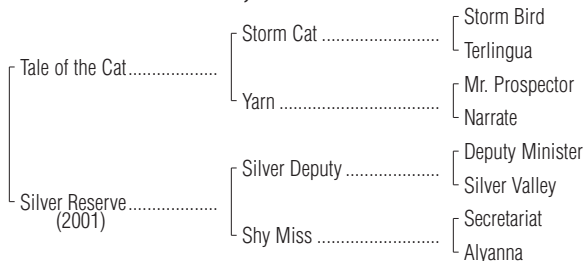 Storm Bird
Storm Cat ........................
Terlingua
Tale of the Cat..................
Mr. Prospector
Yarn ................................
Narrate
Deputy Minister
Silver Deputy ...................
Silver Valley
Silver Reserve..................
(2001)
Secretariat
Shy Miss .........................
Alyanna